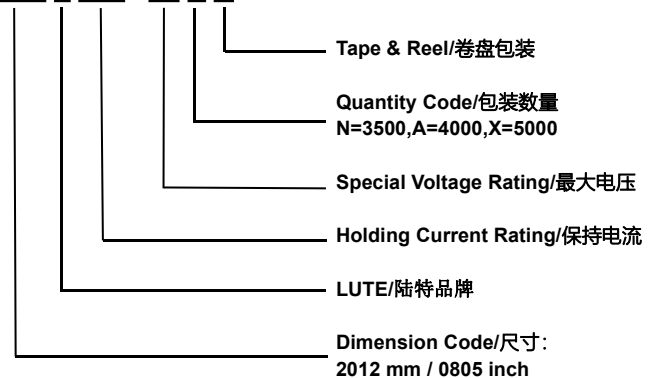 Tape & Reel/卷盘包装
Quantity Code/包装数量
N=3500,A=4000,X=5000
Special Voltage Rating/最大电压
Holding Current Rating/保持电流
LUTE/陆特品牌
Dimension Code/尺寸：
2012 mm / 0805 inch